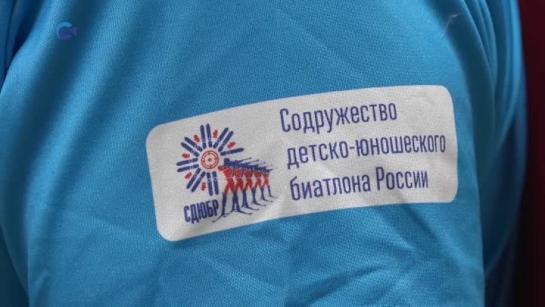 Содружество
детско-юношеского
биатлона России
СДЮБР